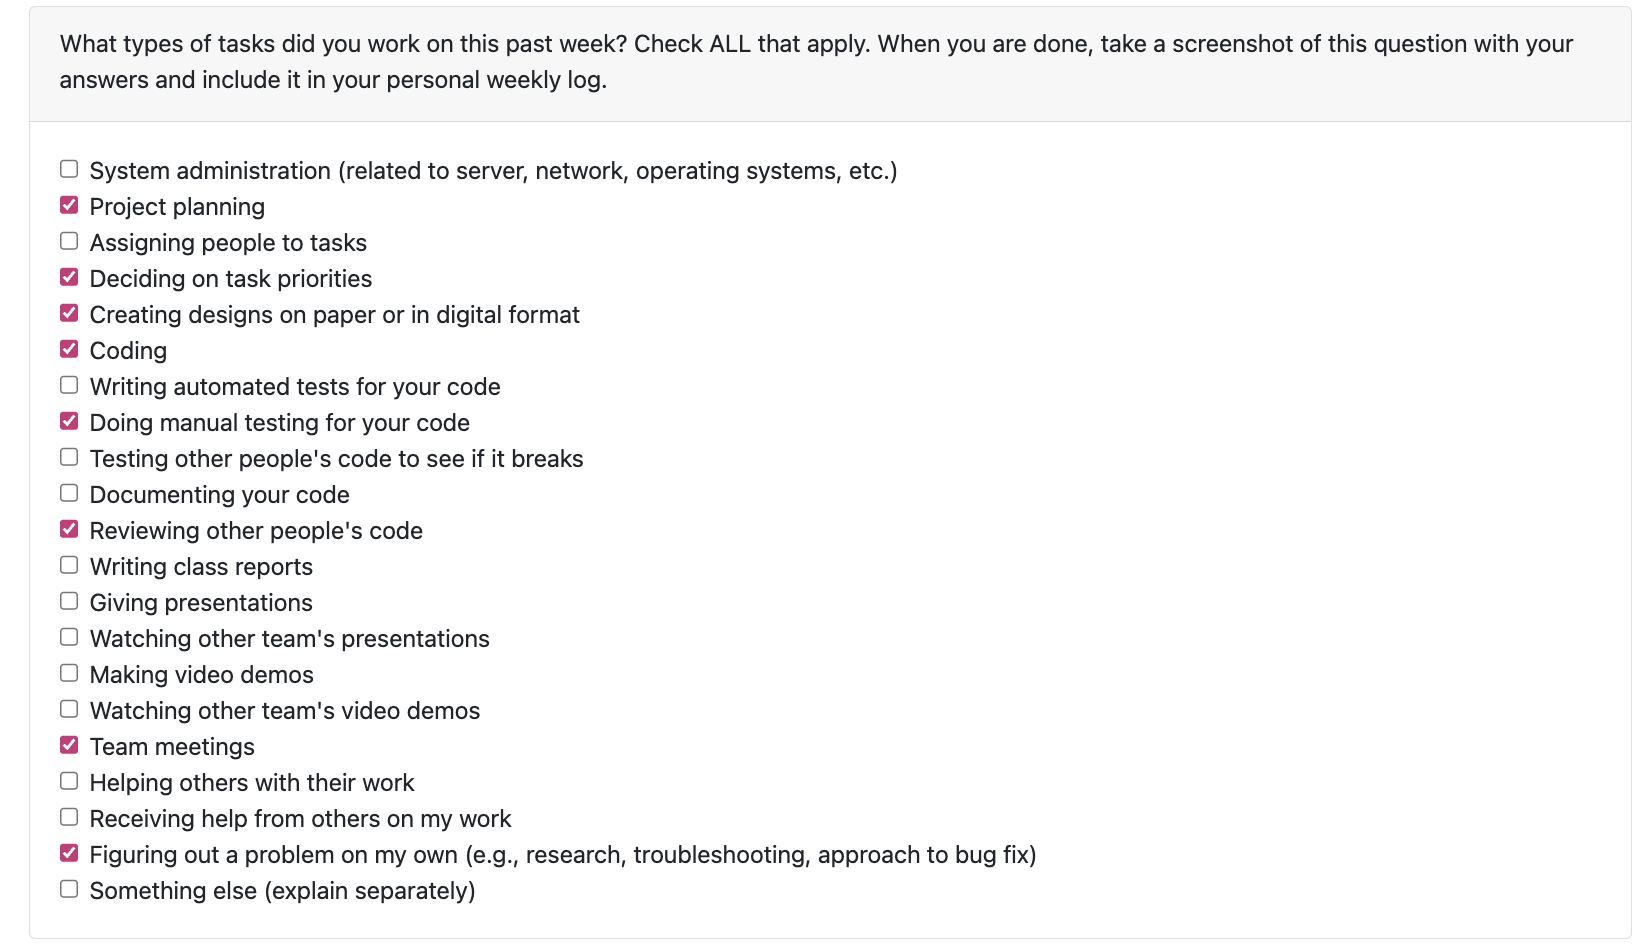 What types of tasks did you work on this past week? Check ALL that apply. When you are done, take a screenshot of this question with your
answers and include it in your personal weekly log.
System administration (related to server, network, operating systems, etc.)
Project planning
Assigning people to tasks
Deciding on task priorities
Creating designs on paper or in digital format
Coding
Writing automated tests for your code
Doing manual testing for your code
Testing other people's code to see if it breaks
Documenting your code
Reviewing other people's code
Writing class reports
Giving presentations
Watching other team's presentations
Making video demos
Watching other team's video demos
Team meetings
Helping others with their work
Receiving help from others on my work
Figuring out a problem on my own (e.g., research, troubleshooting, approach to bug fix)
Something else (explain separately)